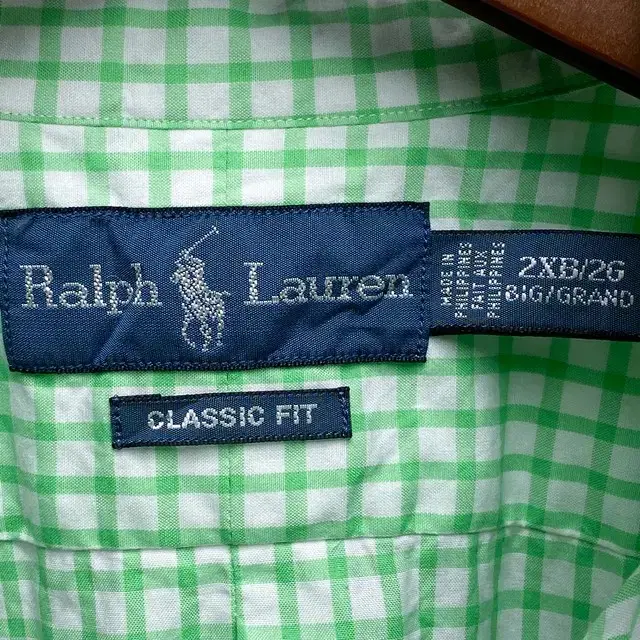 Ralph Lauren
MADE IN
PHILIPPINES
FAIT AUX
PHILIPPINES
2XB/2G
BIG/GRAND
CLASSIC FIT